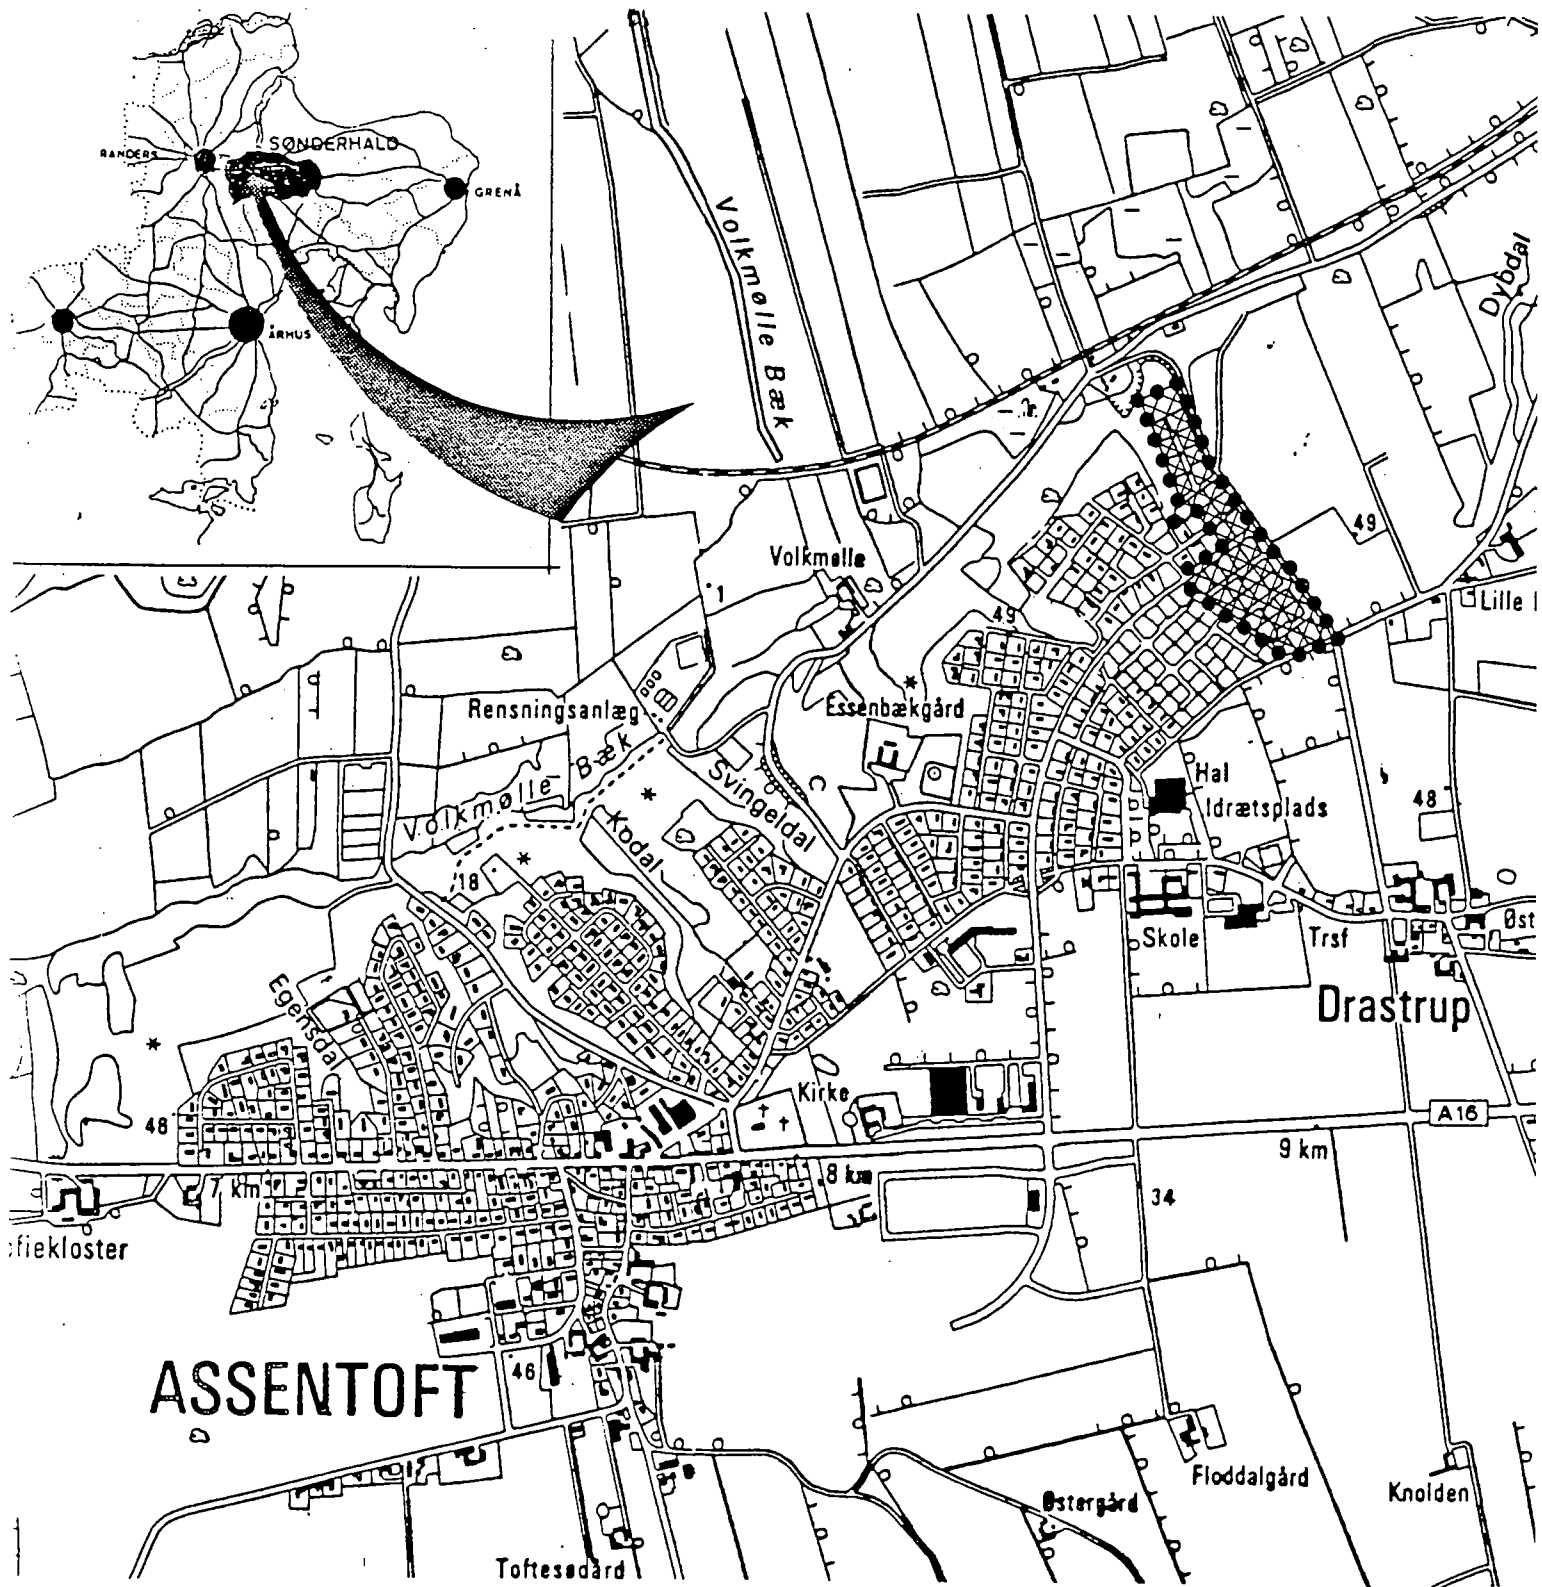 SØNDERHALD
RANDERS
GRENÅ
ÅRHUS
Volkmølle Bæk
Dybdal
49
Volkmølle
1
Lille
49
Rensningsanlæg
Essenbækgård
Svingeldal
Hal
Idrætsplads
48
Volkmølle Bæk
Kodal
18
Skole
Trsf
Øst
Drastrup
Egensdal
Kirke
48
A16
9 km
7 km
8 km
34
fiekloster
ASSENTOFT
46
Floddalgård
Knolden
Østergård
Toftesødård